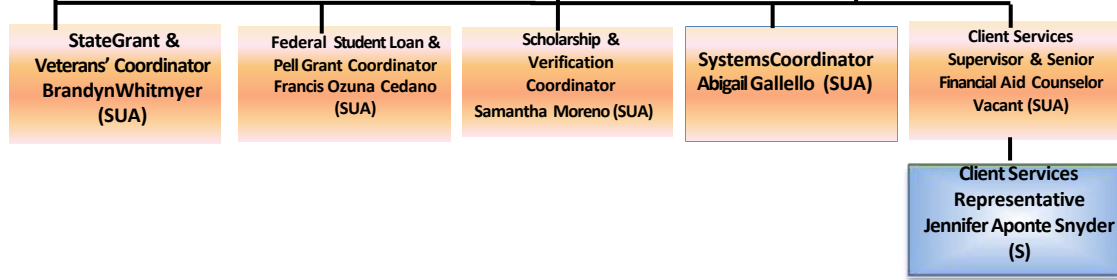 StateGrant &
Veterans' Coordinator
BrandynWhitmyer
(SUA)
Federal Student Loan &
Pell Grant Coordinator
Francis Ozuna Cedano
(SUA)
Scholarship &
Verification
Coordinator
Samantha Moreno (SUA)
SystemsCoordinator
Abigail Gallello (SUA)
Client Services
Supervisor & Senior
Financial Aid Counselor
Vacant (SUA)
Client Services
Representative
Jennifer Aponte Snyder
(S)